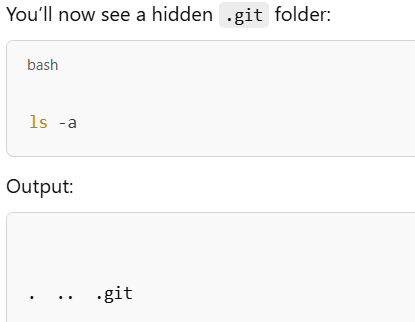 You’ll now see a hidden .git folder:
bash
ls -a
Output:
.  ..  .git